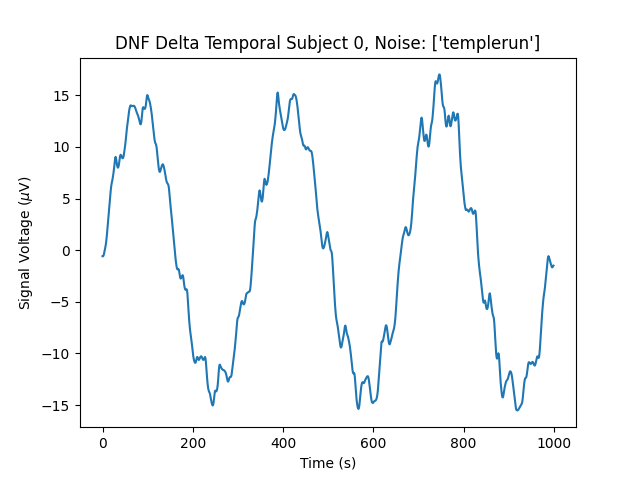 DNF Delta Temporal Subject 0, Noise: ['templerun']
Signal Voltage (μV)
15
10
5
0
−5
−10
−15
0 200 400 600 800 1000
Time (s)